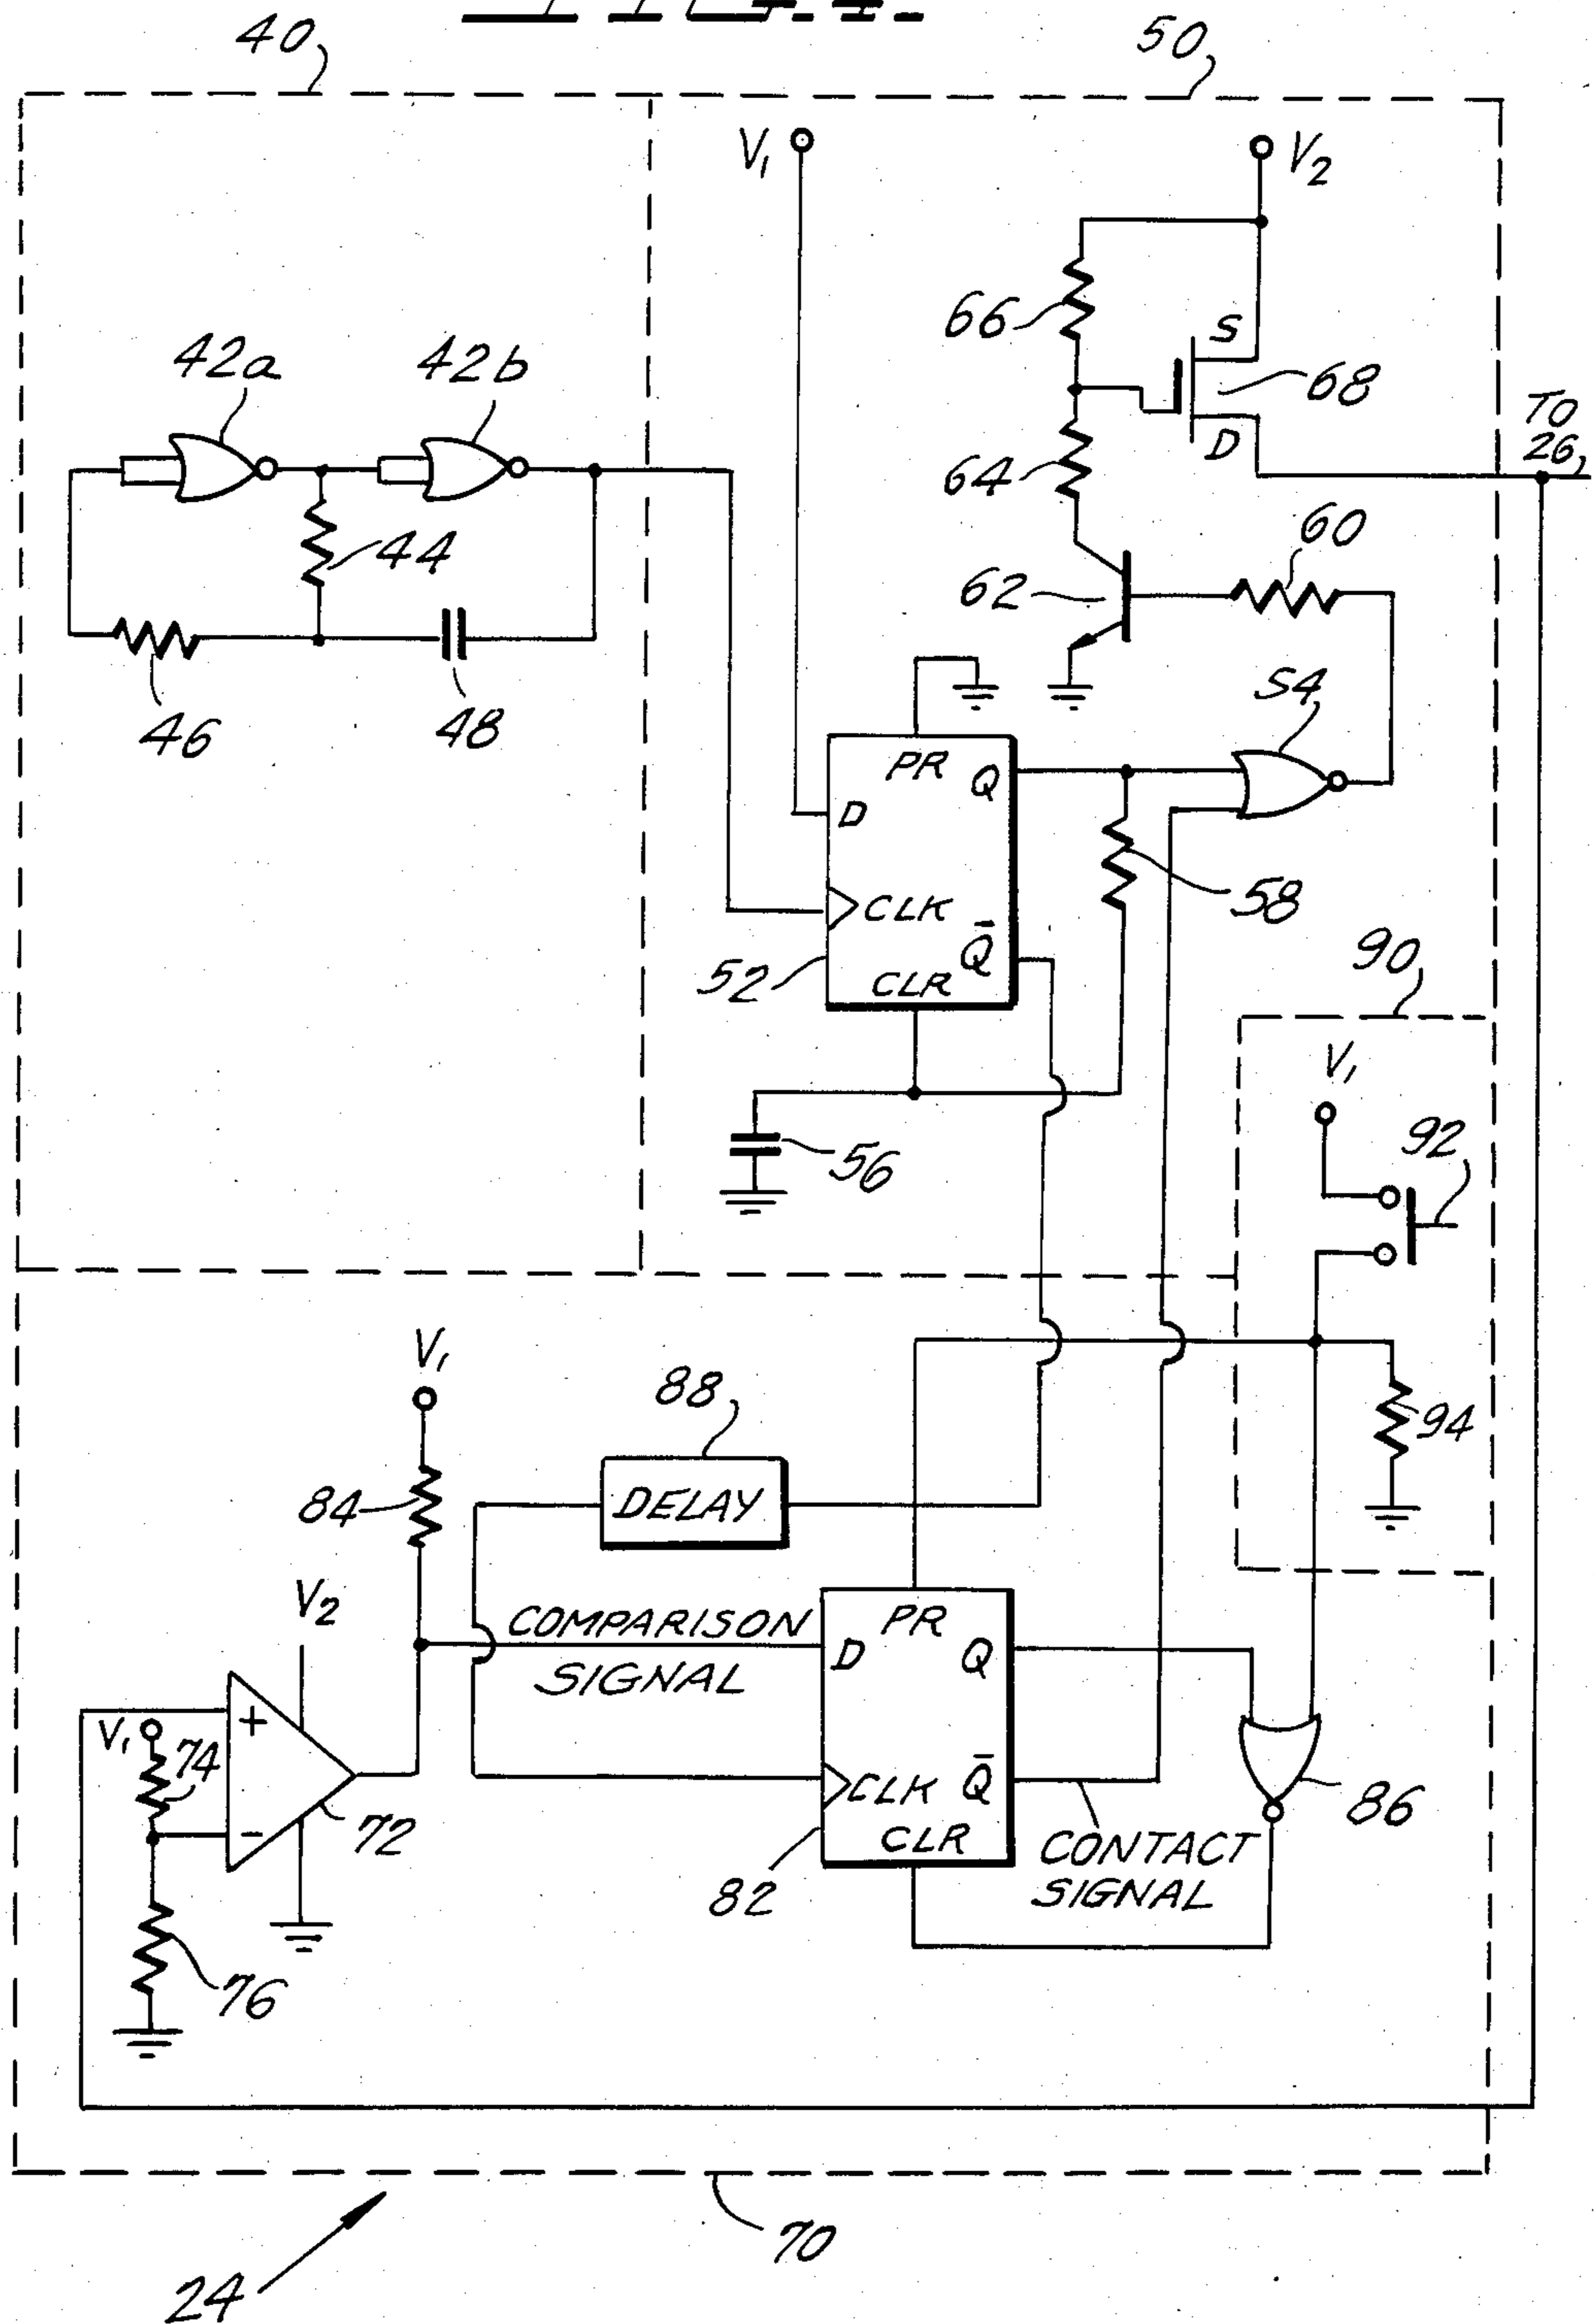 40
50
V1
V2
66
S
68
D
TO
26
42a
42b
44
64
60
62
46
48
54
PR
Q
D
CLK
Q̅
CLR
52
58
90
56
V1
92
94
V1
88
84
DELAY
V2
COMPARISON
SIGNAL
PR
D
Q
V1
74
+
-
72
76
CLK
Q̅
CLR
82
CONTACT
SIGNAL
86
70
24